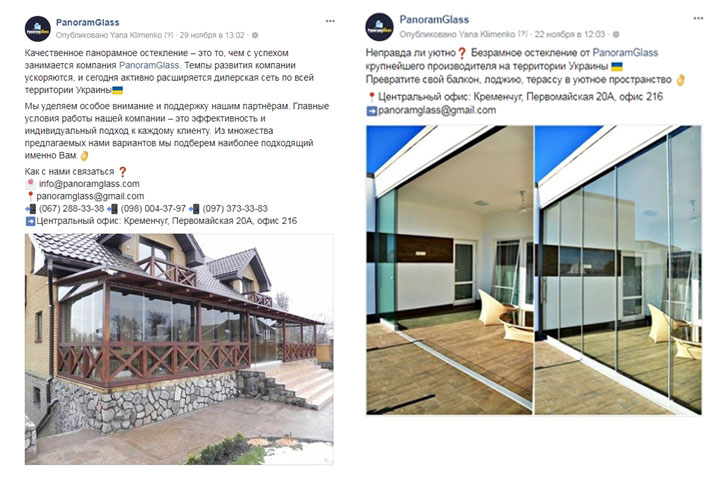 PanoramGlass
Опубликовано Yana Klimenko [?] · 29 ноября в 13:02 ·
Качественное панорамное остекление – это то, чем с успехом
занимается компания PanoramGlass. Темпы развития компании
ускоряются, и сегодня активно расширяется дилерская сеть по всей
территории Украины🇺🇦
Мы уделяем особое внимание и поддержку нашим партнёрам. Главные
условия работы нашей компании – это эффективность и
индивидуальный подход к каждому клиенту. Из множества
предлагаемых нами вариантов мы подберем наиболее подходящий
именно Вам.👌
Как с нами связаться ❓
📍 info@panoramglass.com
📍panoramglass@gmail.com
📲 (067) 288-33-38 📲 (098) 004-37-97 📲 (097) 373-33-83
➡Центральный офис: Кременчуг, Первомайская 20А, офис 216
PanoramGlass
Опубликовано Yana Klimenko [?] · 22 ноября в 12:03 ·
Неправда ли уютно❓ Безрамное остекление от PanoramGlass
крупнейшего производителя на территории Украины 🇺🇦
Превратите свой балкон, лоджию, терассу в уютное пространство 👌
📍Центральный офис: Кременчуг, Первомайская 20А, офис 216
➡panoramglass@gmail.com